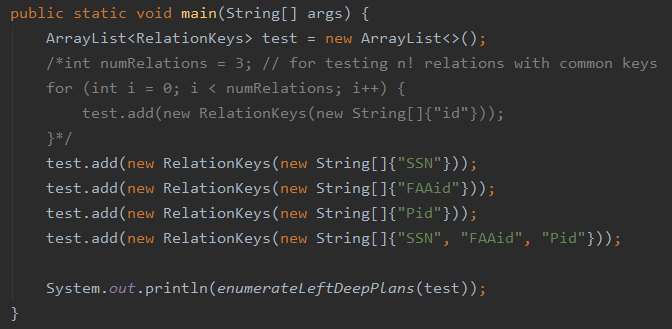 public static void main(String[] args) {
    ArrayList<RelationKeys> test = new ArrayList<>();
    /*int numRelations = 3; // for testing n! relations with common keys
    for (int i = 0; i < numRelations; i++) {
        test.add(new RelationKeys(new String[]{"id"}));
    }*/
    test.add(new RelationKeys(new String[]{"SSN"}));
    test.add(new RelationKeys(new String[]{"FAAid"}));
    test.add(new RelationKeys(new String[]{"Pid"}));
    test.add(new RelationKeys(new String[]{"SSN", "FAAid", "Pid"}));

    System.out.println(enumerateLeftDeepPlans(test));
}